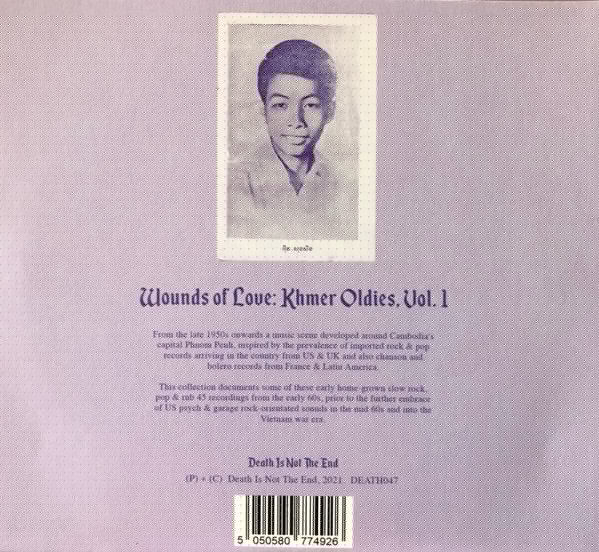 Wounds of Love: Khmer Oldies, Vol. 1
From the late 1950s onwards a music scene developed around Cambodia's
capital Phnom Penh, inspired by the prevalence of imported rock & pop
records arriving in the country from US & UK and also chanson and
bolero records from France & Latin America.
This collection documents some of these early home-grown slow rock,
pop & rnb 45 recordings from the early 60s, prior to the further embrace
of US psych & garage rock-orientated sounds in the mid 60s and into the
Vietnam war era.
Death Is Not The End
(P) + (C) Death Is Not The End, 2021. DEATH047
5 050580 774926